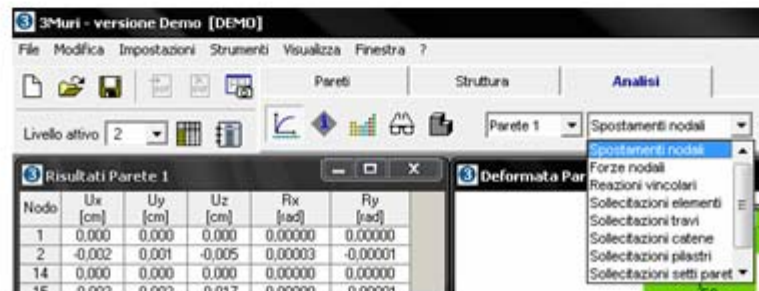 3Muri - versione Demo [DEMO]
File Modifica Impostazioni Strumenti Visualizza Finestra ?
Pareti Struttura Analisi
Livello attivo 2 Parete 1 Spostamenti nodali
Spostamenti nodali
Forze nodali
Reazioni vincolari
Sollecitazioni elementi
Sollecitazioni travi
Sollecitazioni catene
Sollecitazioni pilastri
Sollecitazioni setti paret
Risultati Parete 1
Deformata Par
Nodo Ux [cm] Uy [cm] Uz [cm] Rx [rad] Ry [rad]
1 0,000 0,000 0,000 0,00000 0,00000
2 -0,002 0,001 -0,005 0,00003 -0,00001
14 0,000 0,000 0,000 0,00000 0,00000